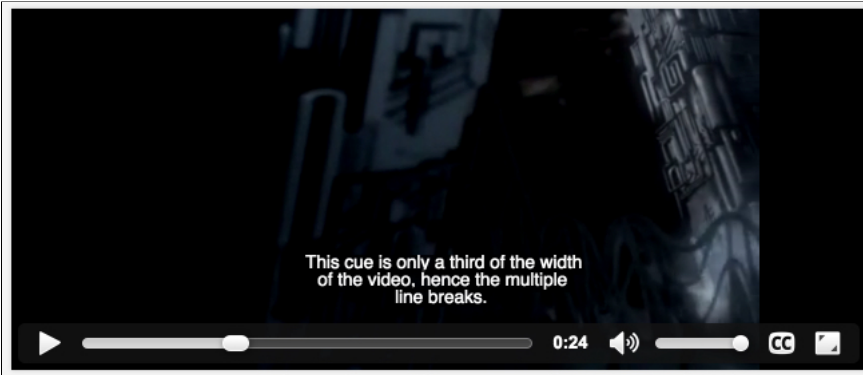 This cue is only a third of the width
of the video, hence the multiple
line breaks.
0:24
CC